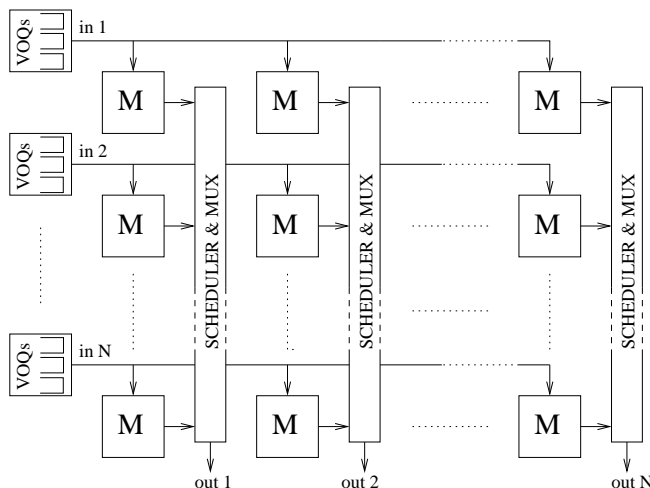 VOQs
in 1
M
M
M
VOQs
in 2
SCHEDULER & MUX
SCHEDULER & MUX
SCHEDULER & MUX
M
M
M
VOQs
in N
M
M
M
out 1
out 2
out N